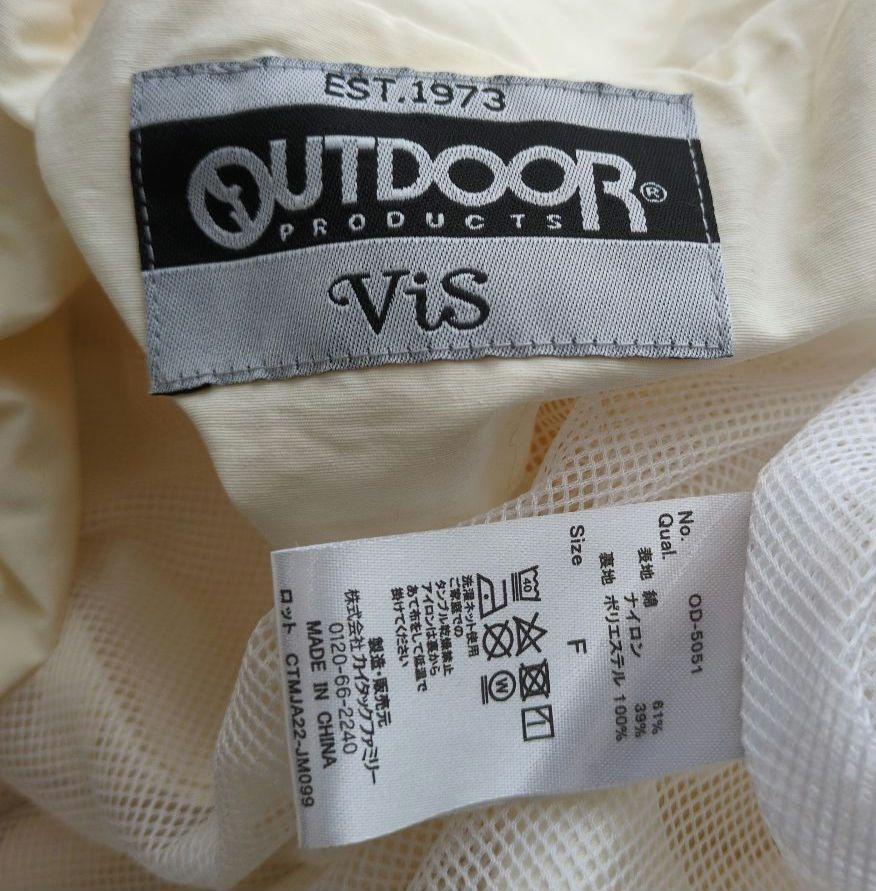 EST.1973
OUTDOOR®
PRODUCTS
ViS
No. OD-5051
Qual.
表地 綿 61%
ナイロン 39%
裏地 ポリエステル 100%
Size F
40
W
洗濯ネット使用
ご家庭での
タンブル乾燥禁止
アイロンは裏から
あて布をして低温で
掛けてください
製造・販売元
株式会社カイタックファミリー
0120-66-2240
MADE IN CHINA
ロット CTMJA22-JM099